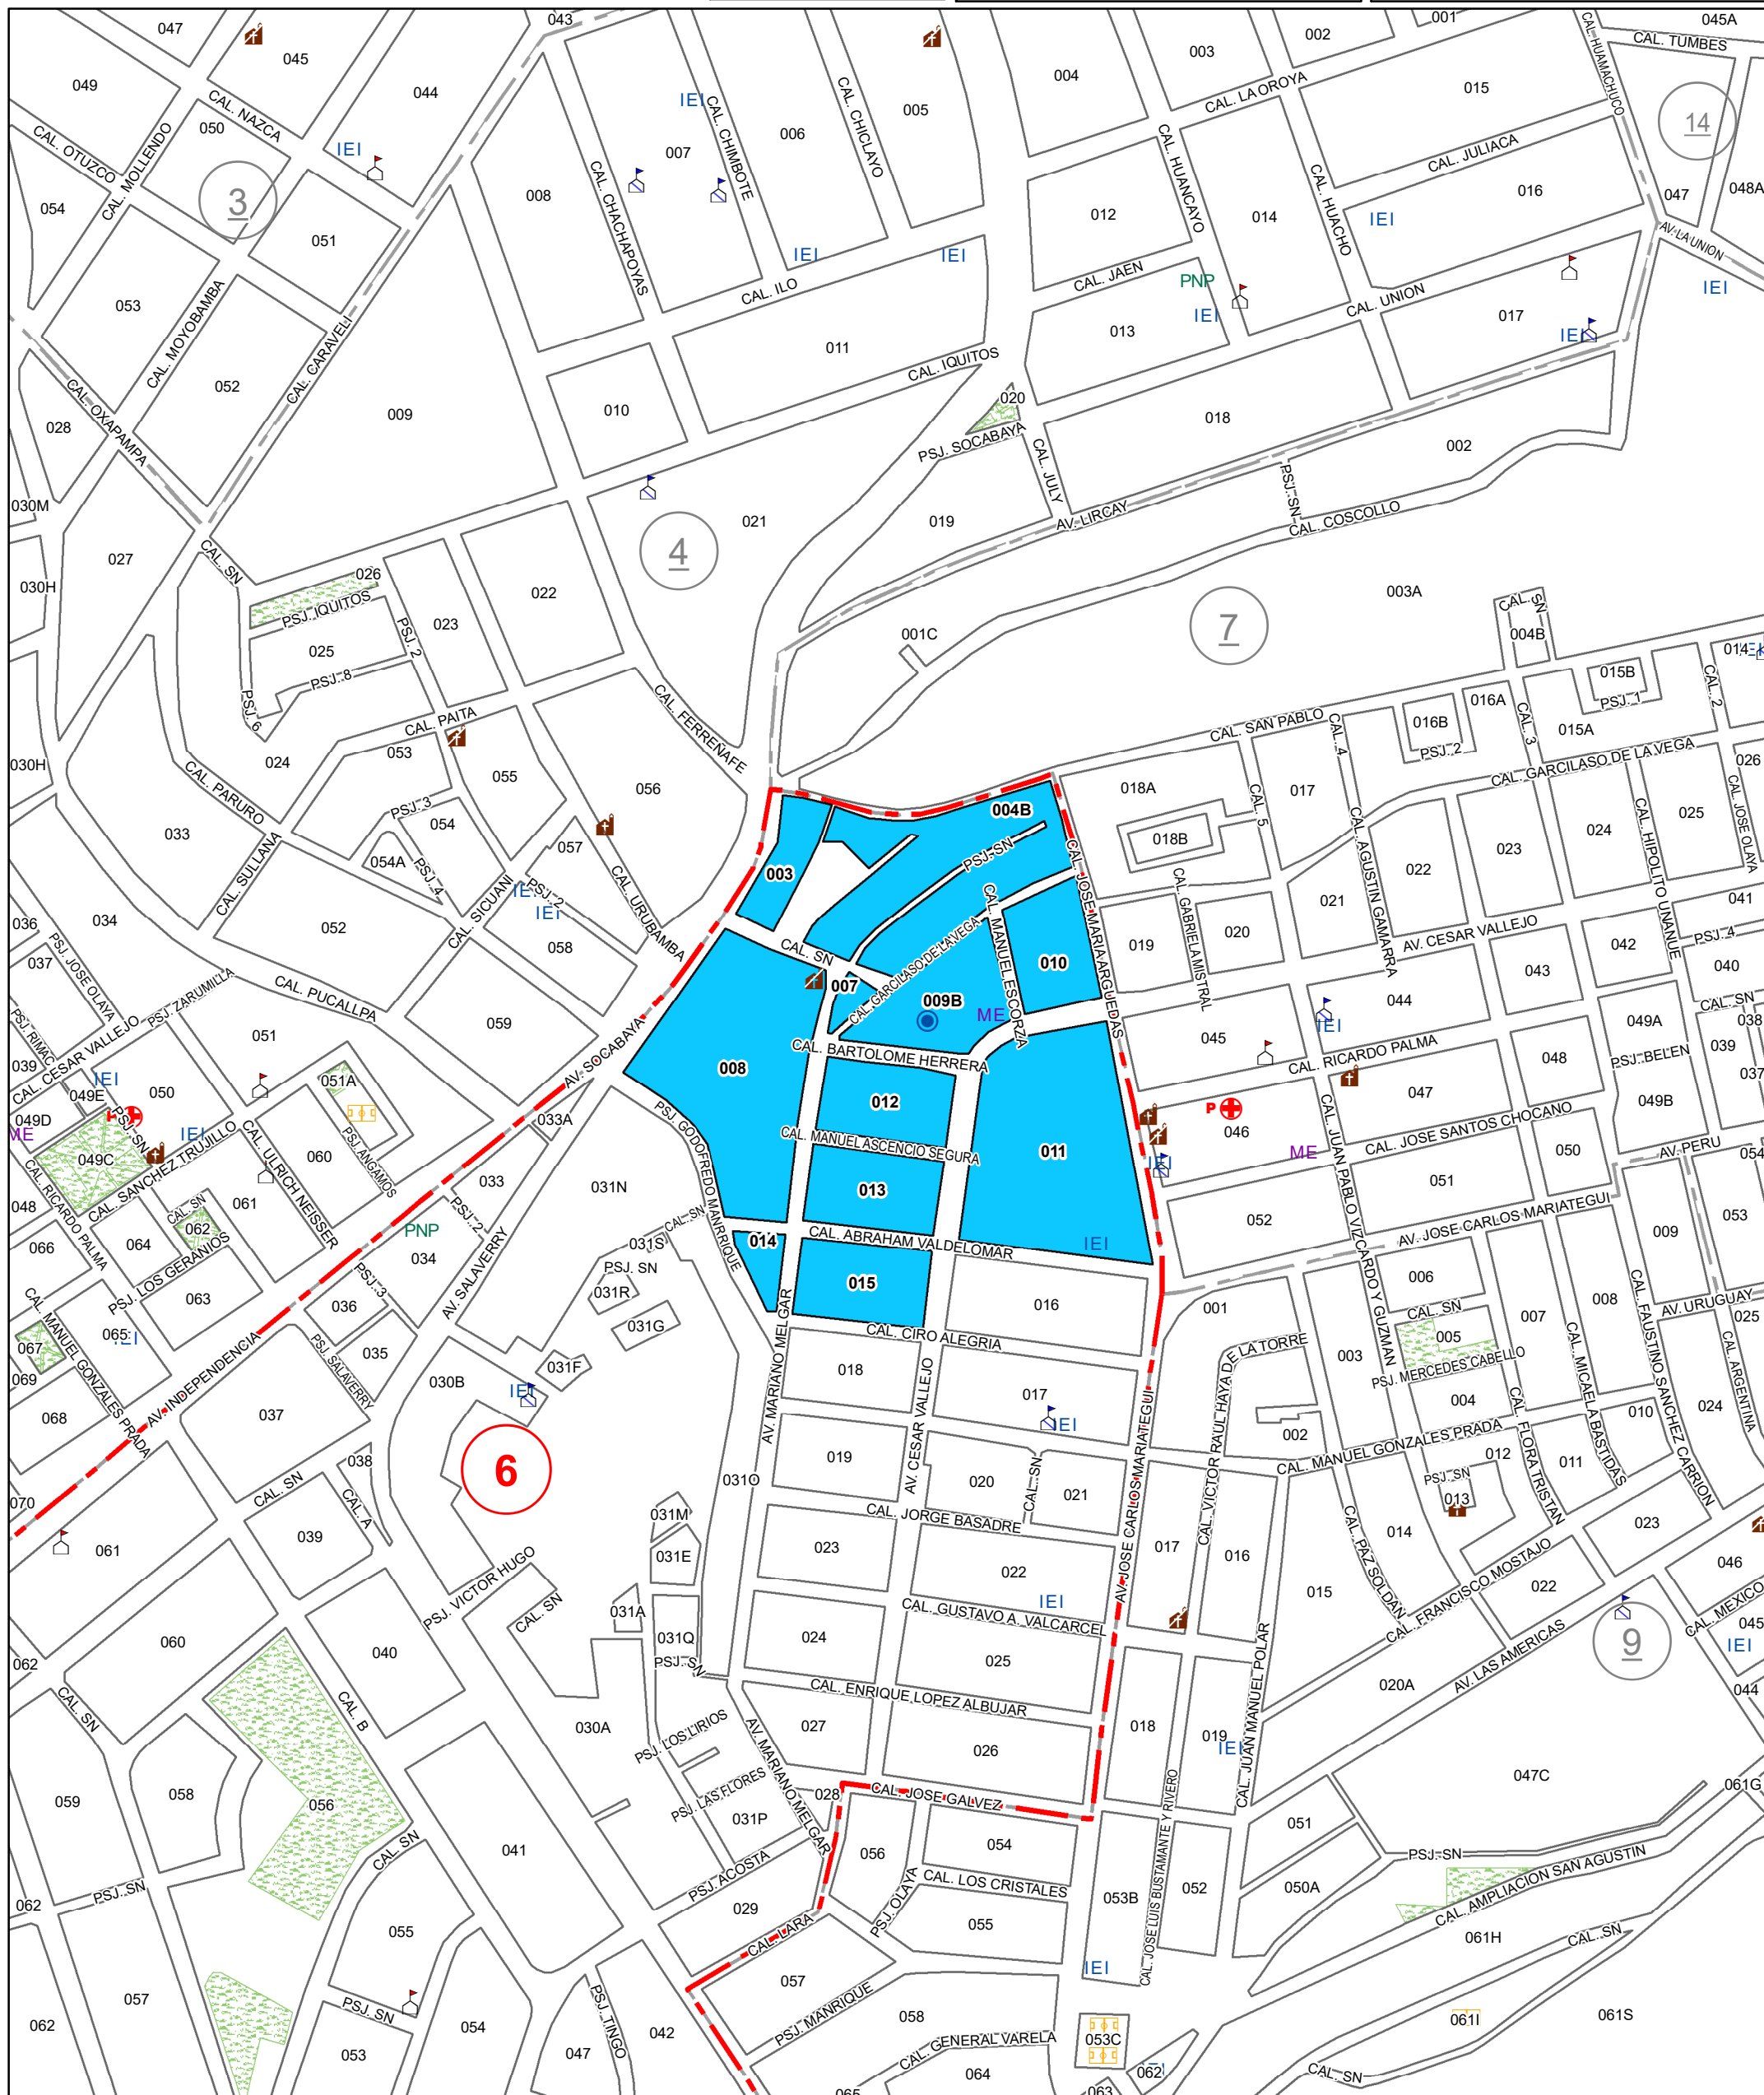 047
045
043
001
045A
CAL. TUMBES
CAL. HUAMACHUCO
002
003
004
049
044
IEI
CAL. CHIMBOTE
CAL. CHICLAYO
005
CAL. LA OROYA
015
14
CAL. NAZCA
050
CAL. OTUZCO
CAL. MOLLENDO
IEI
006
007
CAL. HUANCAYO
CAL. JULIACA
008
CAL. CHACHAPOYAS
CAL. HUACHO
016
047
048A
054
3
051
012
014
IEI
AV. LA UNION
IEI
IEI
053
CAL. MOYOBAMBA
CAL. ILO
CAL. JAEN
PNP
IEI
IEI
CAL. UNION
017
IEI
CAL. CARAVELI
011
013
052
CAL. IQUITOS
CAL. OXAPAMPA
028
009
010
020
018
PSJ. SOCABAYA
CAL. JULY
002
030M
021
019
AV. LIRCAY
PSJ. SN
CAL. COSCOLLO
4
027
CAL. SN
030H
026
PSJ. IQUITOS
022
023
PSJ. 2
003A
CAL. SN
7
001C
004B
025
PSJ. 8
014
015B
PSJ. 1
CAL. 2
PSJ. 6
CAL. PAITA
CAL. FERREÑAFE
CAL. SAN PABLO
CAL. 4
016B
016A
PSJ. 2
CAL. 3
015A
030H
024
053
CAL. GARCILASO DE LA VEGA
026
055
056
CAL. PARURO
PSJ. 3
054
018A
CAL. 5
017
CAL. JOSE OLAYA
004B
025
033
024
CAL. HIPOLITO UNANUE
057
018B
CAL. AGUSTIN GAMARRA
CAL. JOSE MARIA ARGUEDAS
PSJ. SN
023
054A
PSJ. 4
003
022
CAL. SULLANA
CAL. SICUANI
IEI
PSJ. 2
IEI
CAL. URUBAMBA
CAL. MANUEL ESCORZA
CAL. GABRIELA MISTRAL
021
041
036
034
052
058
CAL. SN
CAL. GARCILASO DE LA VEGA
019
020
AV. CESAR VALLEJO
042
PSJ. 4
037
PSJ. JOSE OLAYA
PSJ. ZARUMILLA
010
043
040
CAL. PUCALLPA
007
009B
ME
044
CAL. SN
PSJ. RIMAC
CAL. CESAR VALLEJO
059
IEI
049A
038
051
AV. SOCABAYA
045
CAL. RICARDO PALMA
CAL. BARTOLOME HERRERA
039
IEI
049E
050
051A
008
048
PSJ. BELEN
039
037
047
049D
PSJ. SN
012
049B
ME
IEI
PSJ. GODOFREDO MANRIQUE
033A
P
046
CAL. JOSE SANTOS CHOCANO
CAL. JUAN PABLO VIZCARDO Y GUZMAN
049C
CAL. SANCHEZ TRUJILLO
CAL. ULRICH NEISSER
060
PSJ. ANGAMOS
CAL. MANUEL ASCENCIO SEGURA
011
IEI
ME
050
AV. PERU
054
033
031N
013
051
048
CAL. RICARDO PALMA
CAL. SN
061
062
PSJ. 2
CAL. SN
052
AV. JOSE CARLOS MARIATEGUI
053
009
PNP
064
066
034
031S
014
CAL. ABRAHAM VALDELOMAR
IEI
PSJ. LOS GERANIOS
PSJ. 3
AV. SALAVERRY
PSJ. SN
006
063
036
031R
015
016
001
CAL. SN
007
008
CAL. FAUSTINO SANCHEZ CARRION
AV. URUGUAY
CAL. MANUEL GONZALES PRADA
065
IEI
031G
005
025
067
PSJ. SALAVERRY
035
CAL. CIRO ALEGRIA
CAL. VICTOR RAUL HAYA DE LA TORRE
003
PSJ. MERCEDES CABELLO
CAL. MICAELA BASTIDAS
CAL. ARGENTINA
069
AV. INDEPENDENCIA
030B
031F
AV. MARIANO MELGAR
018
AV. CESAR VALLEJO
IEI
017
004
068
037
IEI
002
010
024
CAL. MANUEL GONZALES PRADA
CAL. FLORA TRISTAN
012
6
019
020
CAL. SN
011
PSJ. SN
038
031O
021
013
070
CAL. SN
CAL. A
AV. JOSE CARLOS MARIATEGUI
031M
CAL. JORGE BASADRE
CAL. PAZ SOLDAN
014
023
061
039
031E
023
022
017
016
CAL. FRANCISCO MOSTAJO
046
PSJ. VICTOR HUGO
CAL. SN
IEI
015
022
031A
CAL. GUSTAVO A. VALCARCEL
CAL. MEXICO
060
040
031Q
024
025
CAL. JUAN MANUEL POLAR
9
045
IEI
062
PSJ. SN
AV. LAS AMERICAS
020A
CAL. SN
CAL. B
CAL. ENRIQUE LOPEZ ALBUJAR
044
030A
PSJ. LOS LIRIOS
AV. MARIANO MELGAR
027
026
018
019
IEI
059
058
056
PSJ. LAS FLORES
028
CAL. JOSE GALVEZ
CAL. JOSE LUIS BUSTAMANTE Y RIVERO
047C
061G
031P
051
041
CAL. SN
PSJ. ACOSTA
056
054
PSJ. SN
PSJ. SN
PSJ. OLAYA
CAL. LOS CRISTALES
053B
052
050A
CAL. AMPLIACION SAN AGUSTIN
062
029
055
CAL. LARA
055
061H
CAL. SN
IEI
057
057
PSJ. SN
PSJ. TINGO
PSJ. MANRIQUE
062
054
042
058
053C
061I
061S
053
047
CAL. GENERAL VARELA
064
062
CAL. SN
065
063